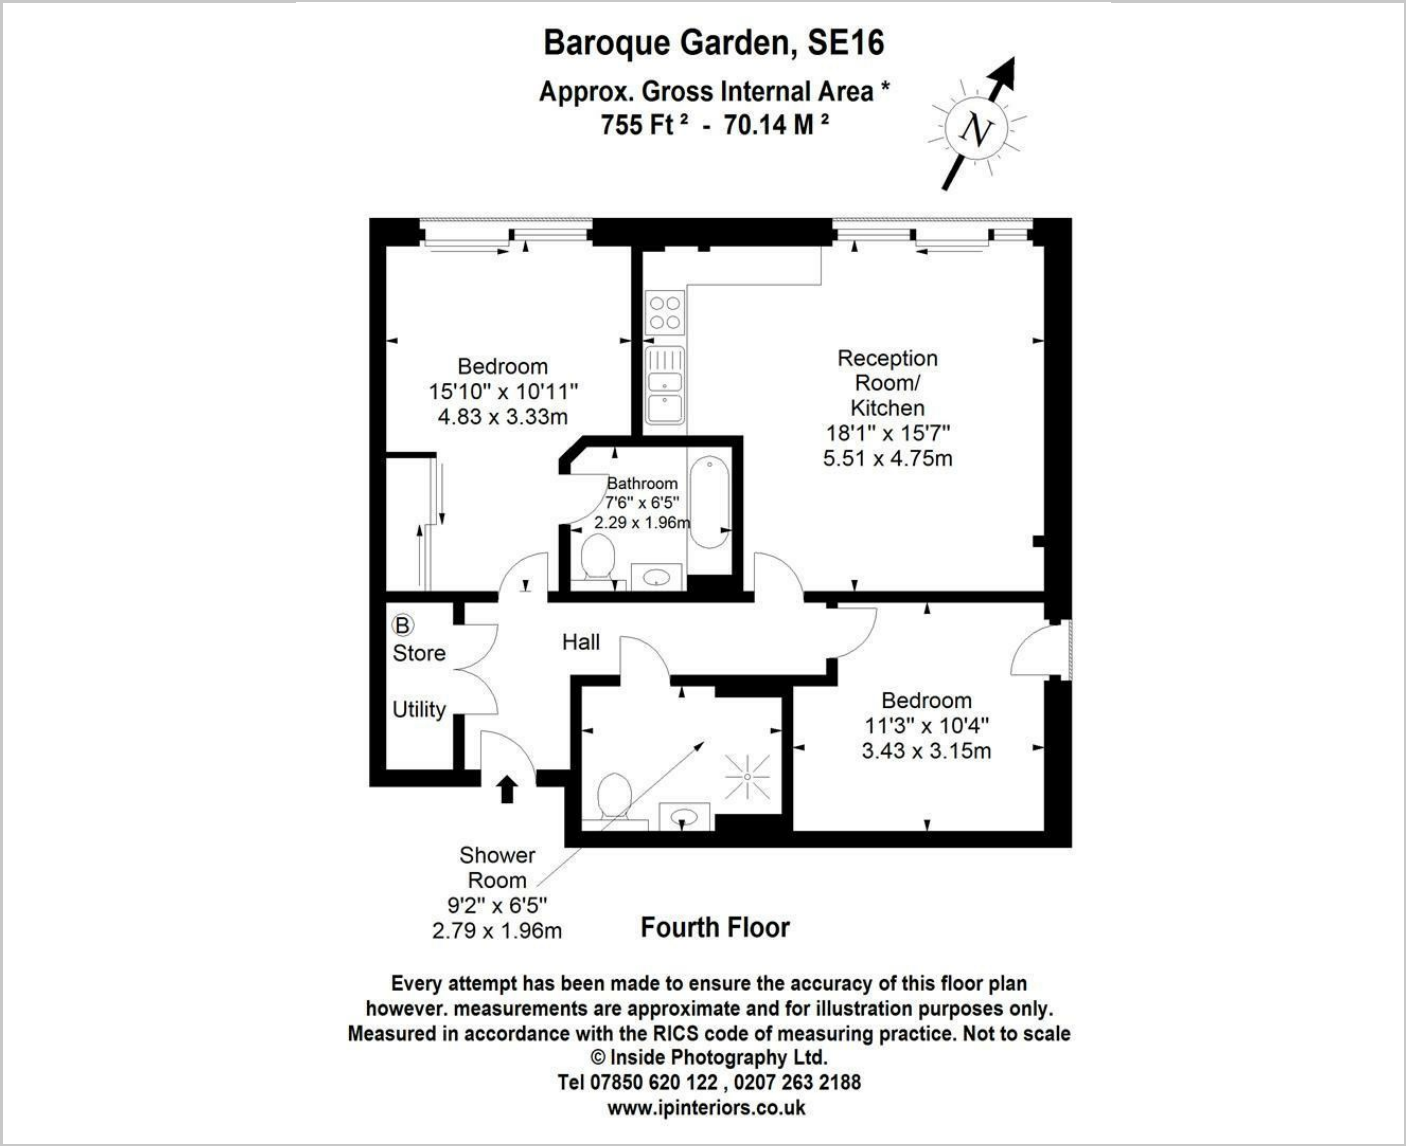 Baroque Garden, SE16
Approx. Gross Internal Area *
755 Ft ² - 70.14 M ²
N
Bedroom
15'10" x 10'11"
4.83 x 3.33m
Reception
Room/
Kitchen
18'1" x 15'7"
5.51 x 4.75m
Bathroom
7'6" x 6'5"
2.29 x 1.96m
B
Store
Utility
Hall
Bedroom
11'3" x 10'4"
3.43 x 3.15m
Shower
Room
9'2" x 6'5"
2.79 x 1.96m
Fourth Floor
Every attempt has been made to ensure the accuracy of this floor plan
however. measurements are approximate and for illustration purposes only.
Measured in accordance with the RICS code of measuring practice. Not to scale
© Inside Photography Ltd.
Tel 07850 620 122 , 0207 263 2188
www.ipinteriors.co.uk